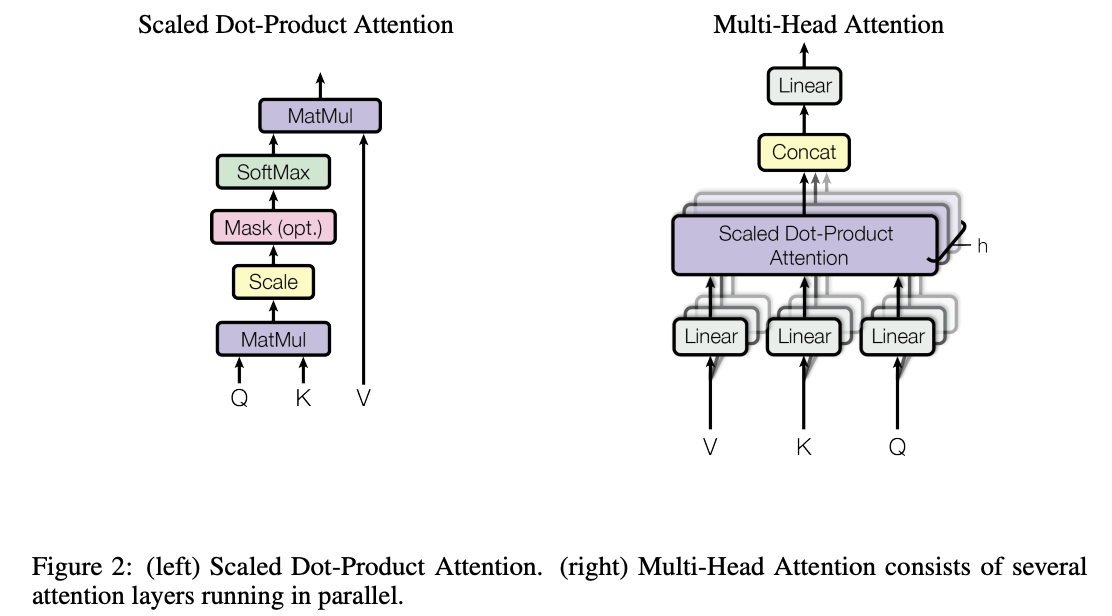 Scaled Dot-Product Attention
MatMul
SoftMax
Mask (opt.)
Scale
MatMul
Q K V
Multi-Head Attention
Linear
Concat
Scaled Dot-Product
Attention
h
Linear Linear Linear
V K Q
Figure 2: (left) Scaled Dot-Product Attention. (right) Multi-Head Attention consists of several
attention layers running in parallel.